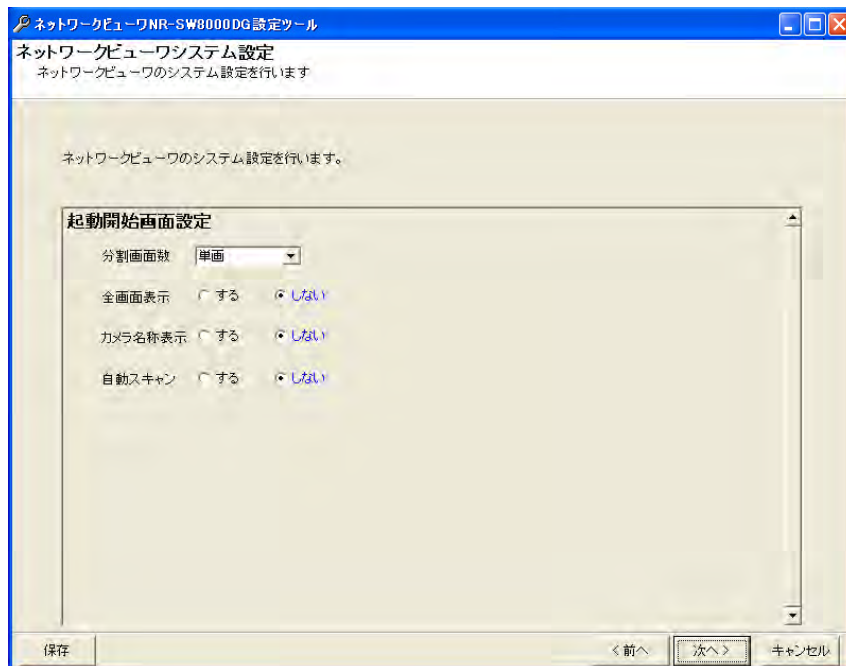 ネットワークビューワNR-SW8000DG設定ツール
ネットワークビューワシステム設定
ネットワークビューワのシステム設定を行います
ネットワークビューワのシステム設定を行います。
起動開始画面設定
分割画面数 単画
全画面表示 する しない
カメラ名称表示 する しない
自動スキャン する しない
保存 <前へ 次へ> キャンセル